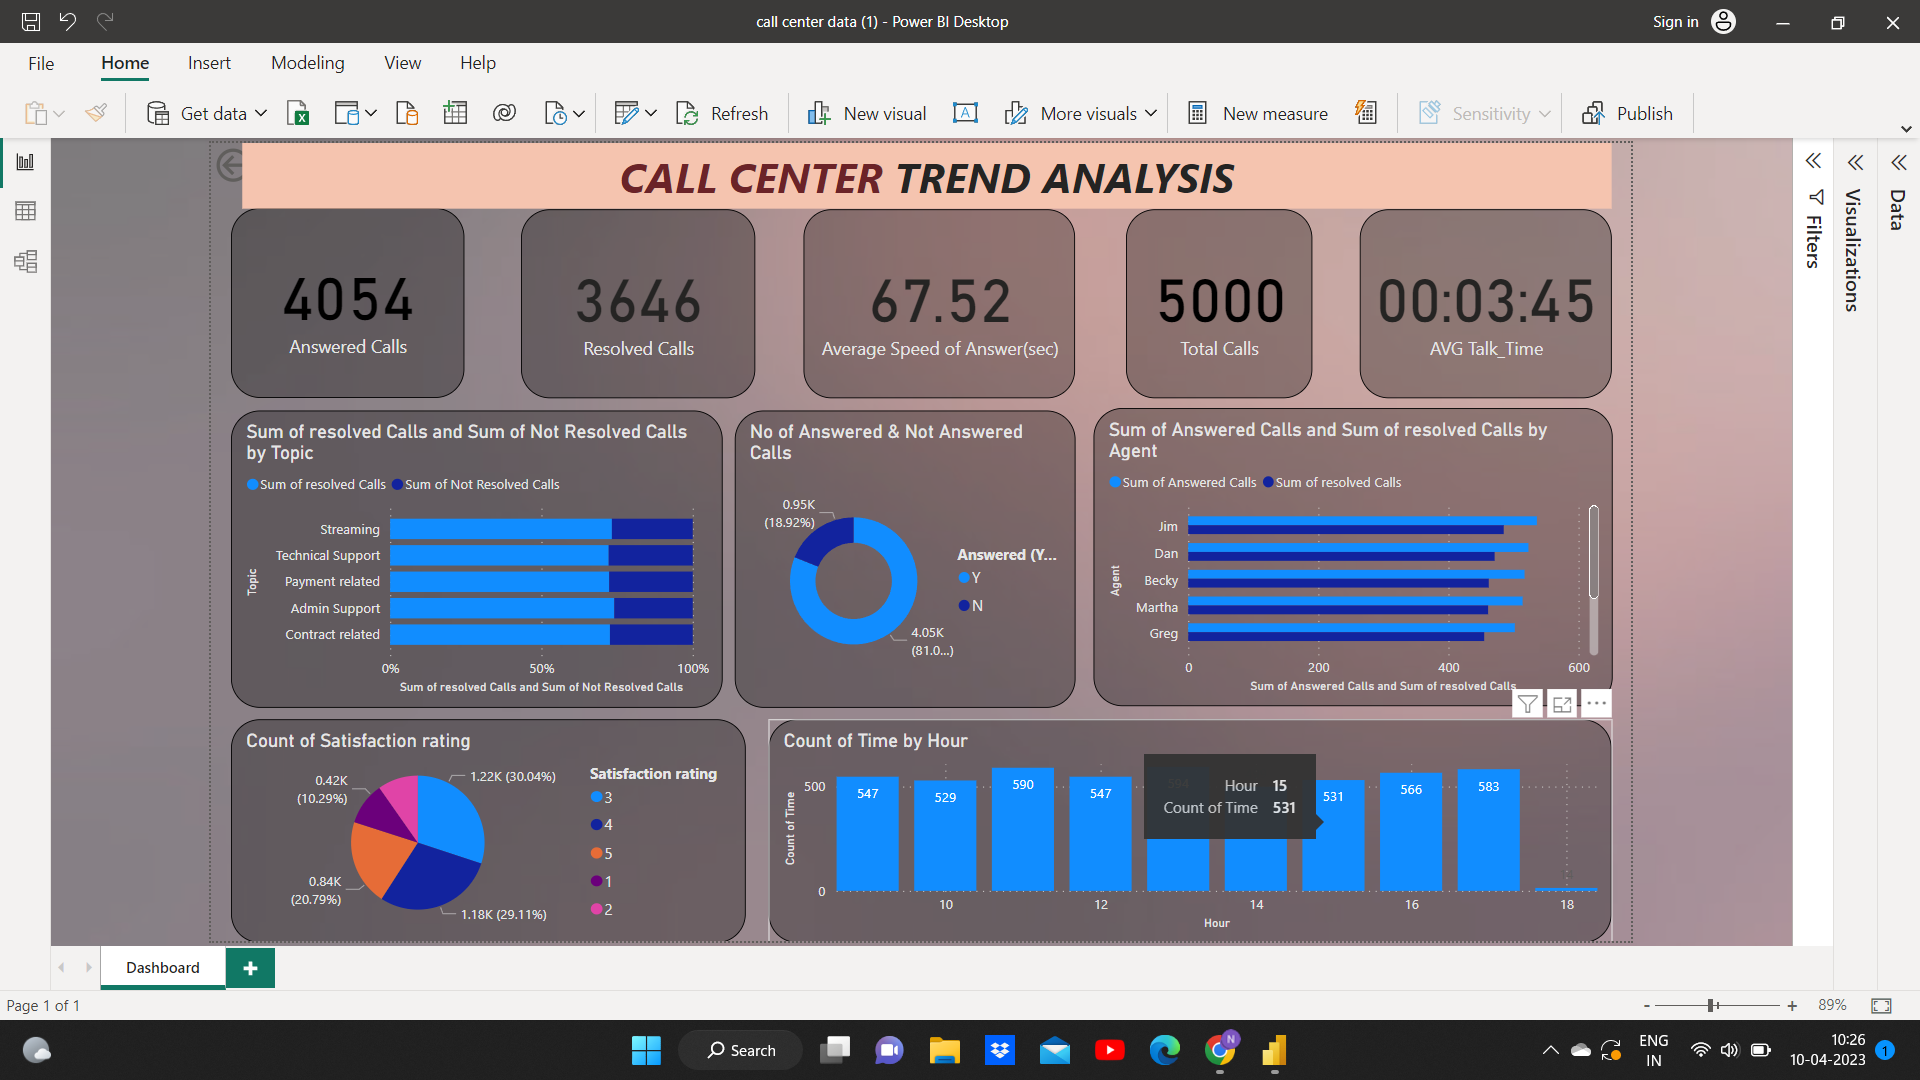 call center data (1) - Power BI Desktop
Sign in
File Home Insert Modeling View Help
Get data
Refresh
New visual
A
More visuals
New measure
Sensitivity
Publish
CALL CENTER TREND ANALYSIS
4054
Answered Calls
3646
Resolved Calls
67.52
Average Speed of Answer(sec)
5000
Total Calls
00:03:45
AVG Talk_Time
Filters
Visualizations
Data
Sum of resolved Calls and Sum of Not Resolved Calls
by Topic
Sum of resolved Calls Sum of Not Resolved Calls
Topic
Streaming
Technical Support
Payment related
Admin Support
Contract related
0% 50% 100%
Sum of resolved Calls and Sum of Not Resolved Calls
No of Answered & Not Answered
Calls
0.95K
(18.92%)
4.05K
(81.0...)
Answered (Y...
Y
N
Sum of Answered Calls and Sum of resolved Calls by
Agent
Sum of Answered Calls Sum of resolved Calls
Agent
Jim
Dan
Becky
Martha
Greg
0 200 400 600
Sum of Answered Calls and Sum of resolved Calls
Count of Satisfaction rating
0.42K
(10.29%)
1.22K (30.04%)
0.84K
(20.79%)
1.18K (29.11%)
Satisfaction rating
3
4
5
1
2
Count of Time by Hour
Count of Time
500
0
547 529 590 547 531 566 583
Hour 15
Count of Time 531
10 12 14 16 18
Hour
Dashboard
Page 1 of 1
- + 89%
Search
N
ENG
IN
10:26
10-04-2023
1